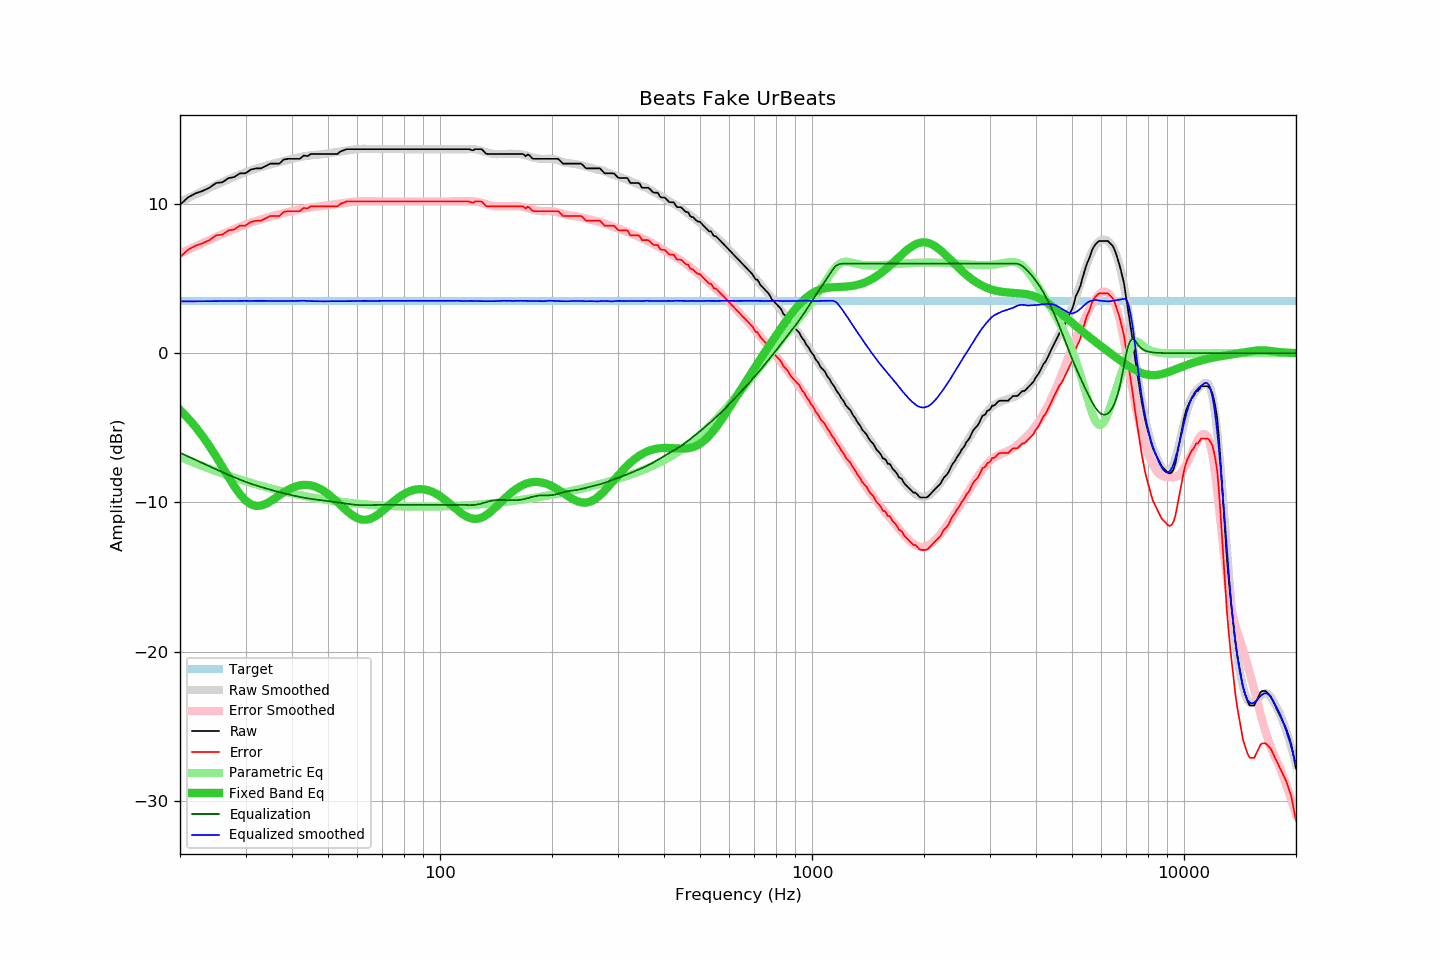 Beats Fake UrBeats
10
0
−10
−20
−30
Amplitude (dBr)
Target
Raw Smoothed
Error Smoothed
Raw
Error
Parametric Eq
Fixed Band Eq
Equalization
Equalized smoothed
100
1000
10000
Frequency (Hz)